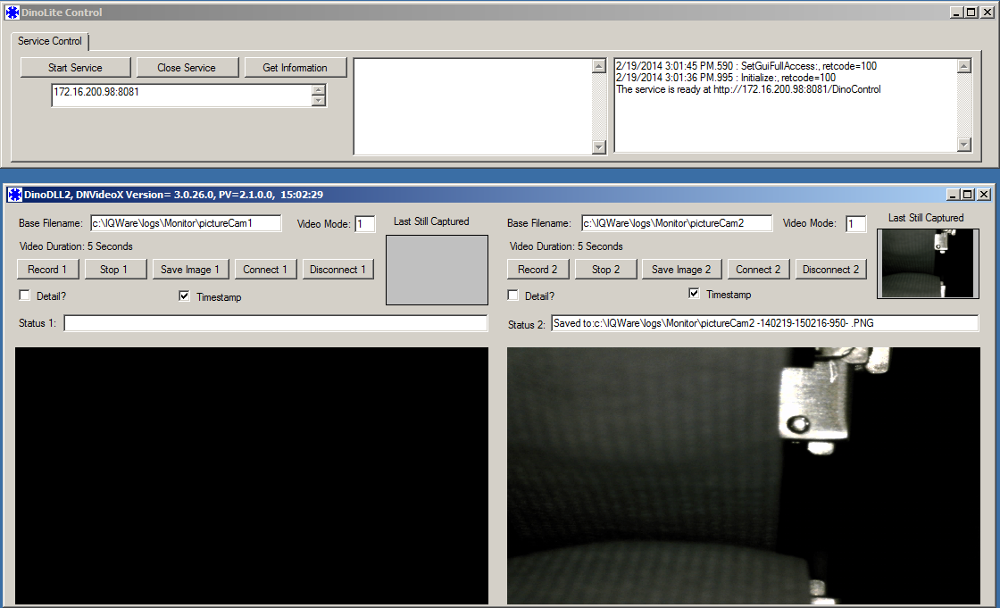 DinoLite Control
Service Control
Start Service Close Service Get Information
172.16.200.98:8081
2/19/2014 3:01:45 PM.590 : SetGuiFullAccess:, retcode=100
2/19/2014 3:01:36 PM.995 : Initialize:, retcode=100
The service is ready at http://172.16.200.98:8081/DinoControl
DinoDLL2, DNVideoX Version= 3.0.26.0, PV=2.1.0.0, 15:02:29
Base Filename: c:\IQWare\logs\Monitor\pictureCam1 Video Mode: 1 Last Still Captured
Video Duration: 5 Seconds
Record 1 Stop 1 Save Image 1 Connect 1 Disconnect 1
Detail? Timestamp
Status 1:
Base Filename: c:\IQWare\logs\Monitor\pictureCam2 Video Mode: 1 Last Still Captured
Video Duration: 5 Seconds
Record 2 Stop 2 Save Image 2 Connect 2 Disconnect 2
Detail? Timestamp
Status 2: Saved to:c:\IQWare\logs\Monitor\pictureCam2 -140219-150216-950- .PNG